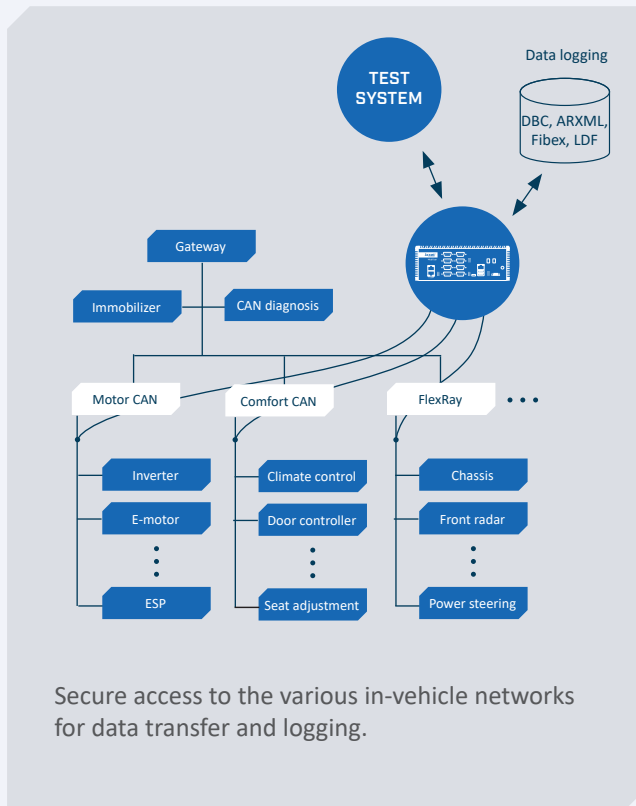 Data logging
TEST
SYSTEM
DBC, ARXML,
Fibex, LDF
Gateway
Immobilizer
CAN diagnosis
Motor CAN
Comfort CAN
FlexRay
Inverter
Climate control
Chassis
E-motor
Door controller
Front radar
ESP
Seat adjustment
Power steering
Secure access to the various in-vehicle networks
for data transfer and logging.